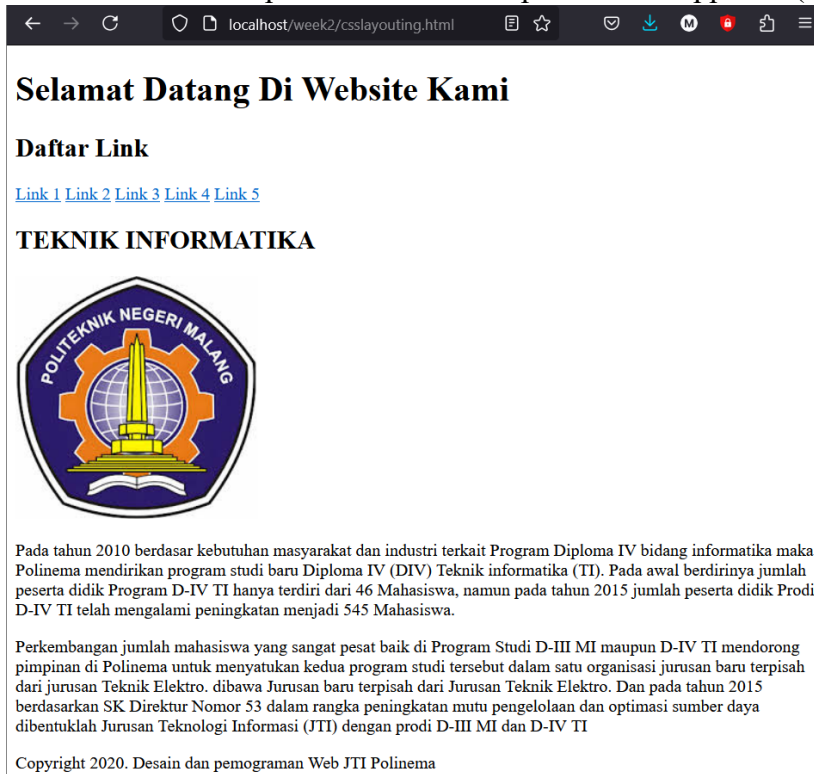 localhost/week2/csslayouting.html
Selamat Datang Di Website Kami
Daftar Link
Link 1 Link 2 Link 3 Link 4 Link 5
TEKNIK INFORMATIKA
POLITEKNIK NEGERI MALANG
Pada tahun 2010 berdasar kebutuhan masyarakat dan industri terkait Program Diploma IV bidang informatika maka
Polinema mendirikan program studi baru Diploma IV (DIV) Teknik informatika (TI). Pada awal berdirinya jumlah
peserta didik Program D-IV TI hanya terdiri dari 46 Mahasiswa, namun pada tahun 2015 jumlah peserta didik Prodi
D-IV TI telah mengalami peningkatan menjadi 545 Mahasiswa.
Perkembangan jumlah mahasiswa yang sangat pesat baik di Program Studi D-III MI maupun D-IV TI mendorong
pimpinan di Polinema untuk menyatukan kedua program studi tersebut dalam satu organisasi jurusan baru terpisah
dari jurusan Teknik Elektro. dibawa Jurusan baru terpisah dari Jurusan Teknik Elektro. Dan pada tahun 2015
berdasarkan SK Direktur Nomor 53 dalam rangka peningkatan mutu pengelolaan dan optimasi sumber daya
dibentuklah Jurusan Teknologi Informasi (JTI) dengan prodi D-III MI dan D-IV TI
Copyright 2020. Desain dan pemograman Web JTI Polinema